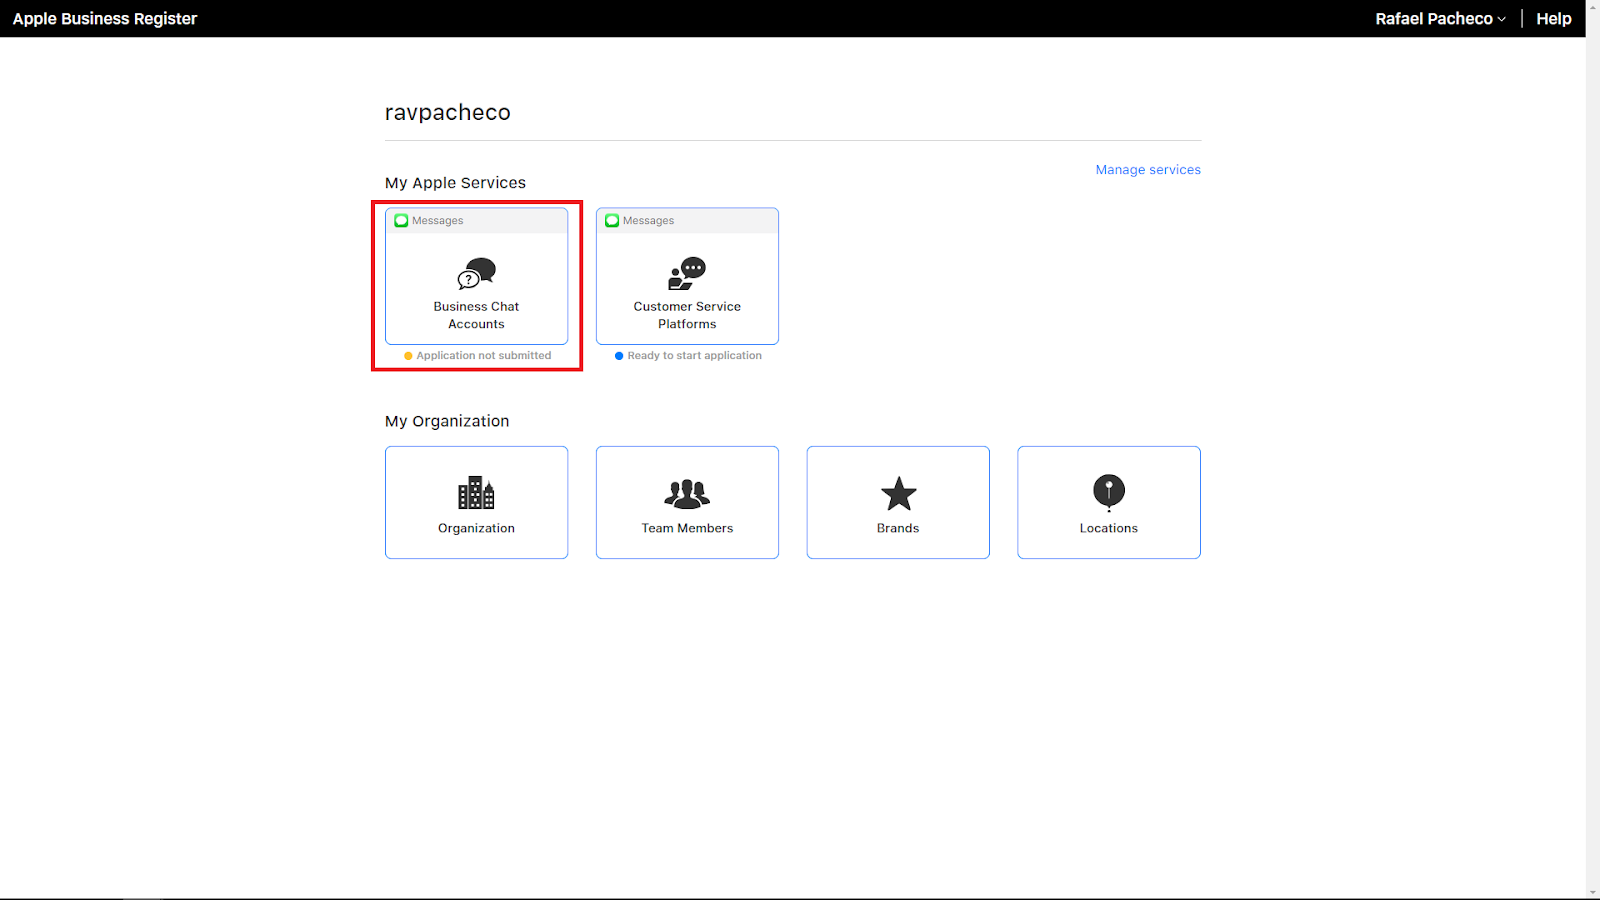 Apple Business Register
Rafael Pacheco
Help
ravpacheco
Manage services
My Apple Services
Messages
?
Business Chat
Accounts
Application not submitted
Messages
Customer Service
Platforms
Ready to start application
My Organization
Organization
Team Members
Brands
Locations